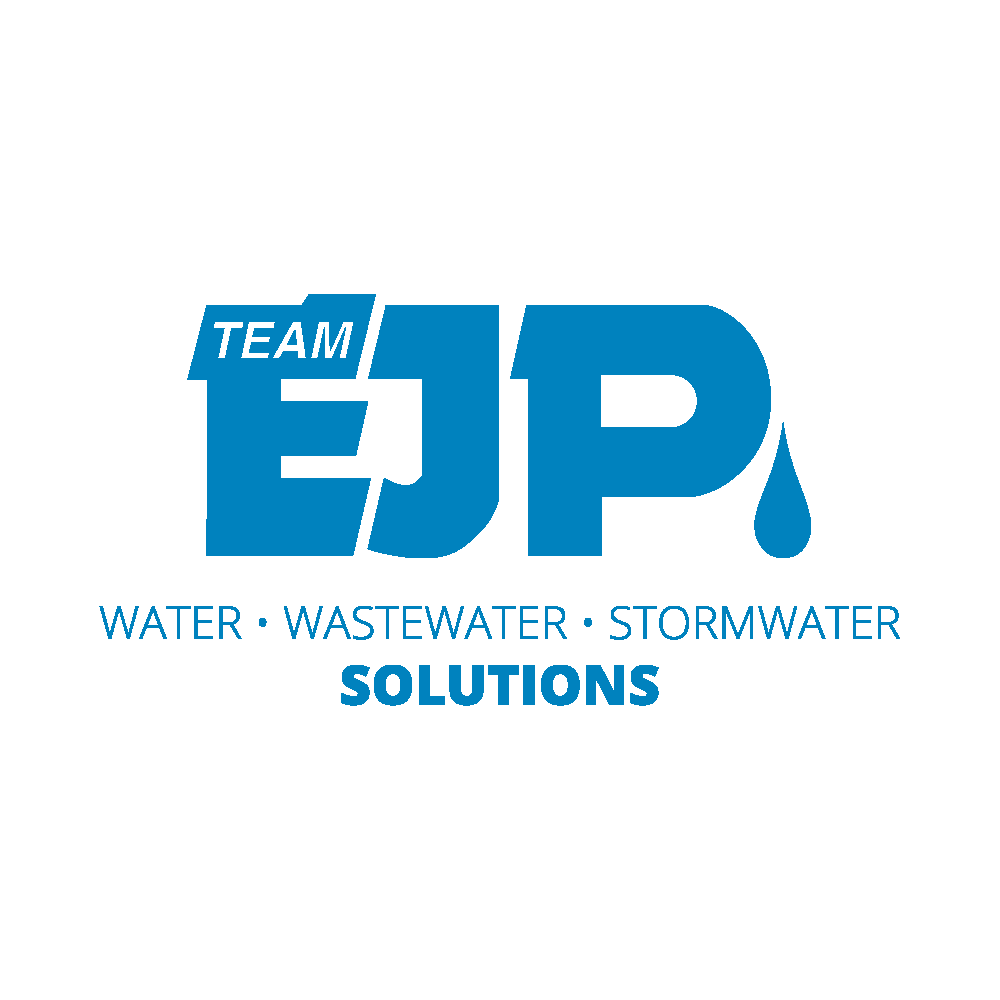 TEAM
EJP
WATER • WASTEWATER • STORMWATER
SOLUTIONS